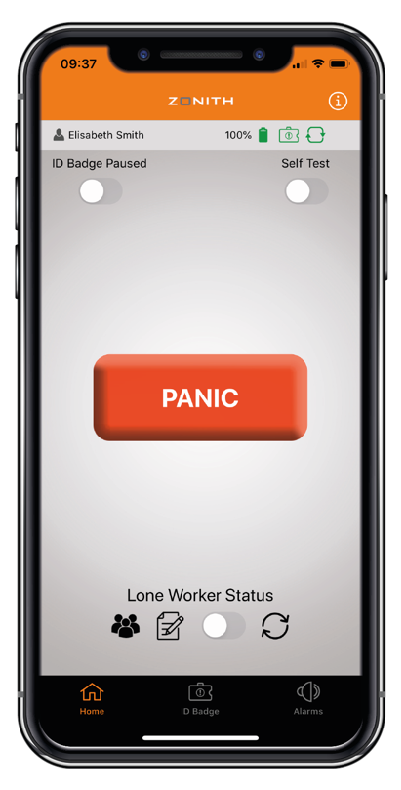 09:37
ZONITH
Elisabeth Smith 100%
ID Badge Paused Self Test
PANIC
Lone Worker Status
Home D Badge Alarms